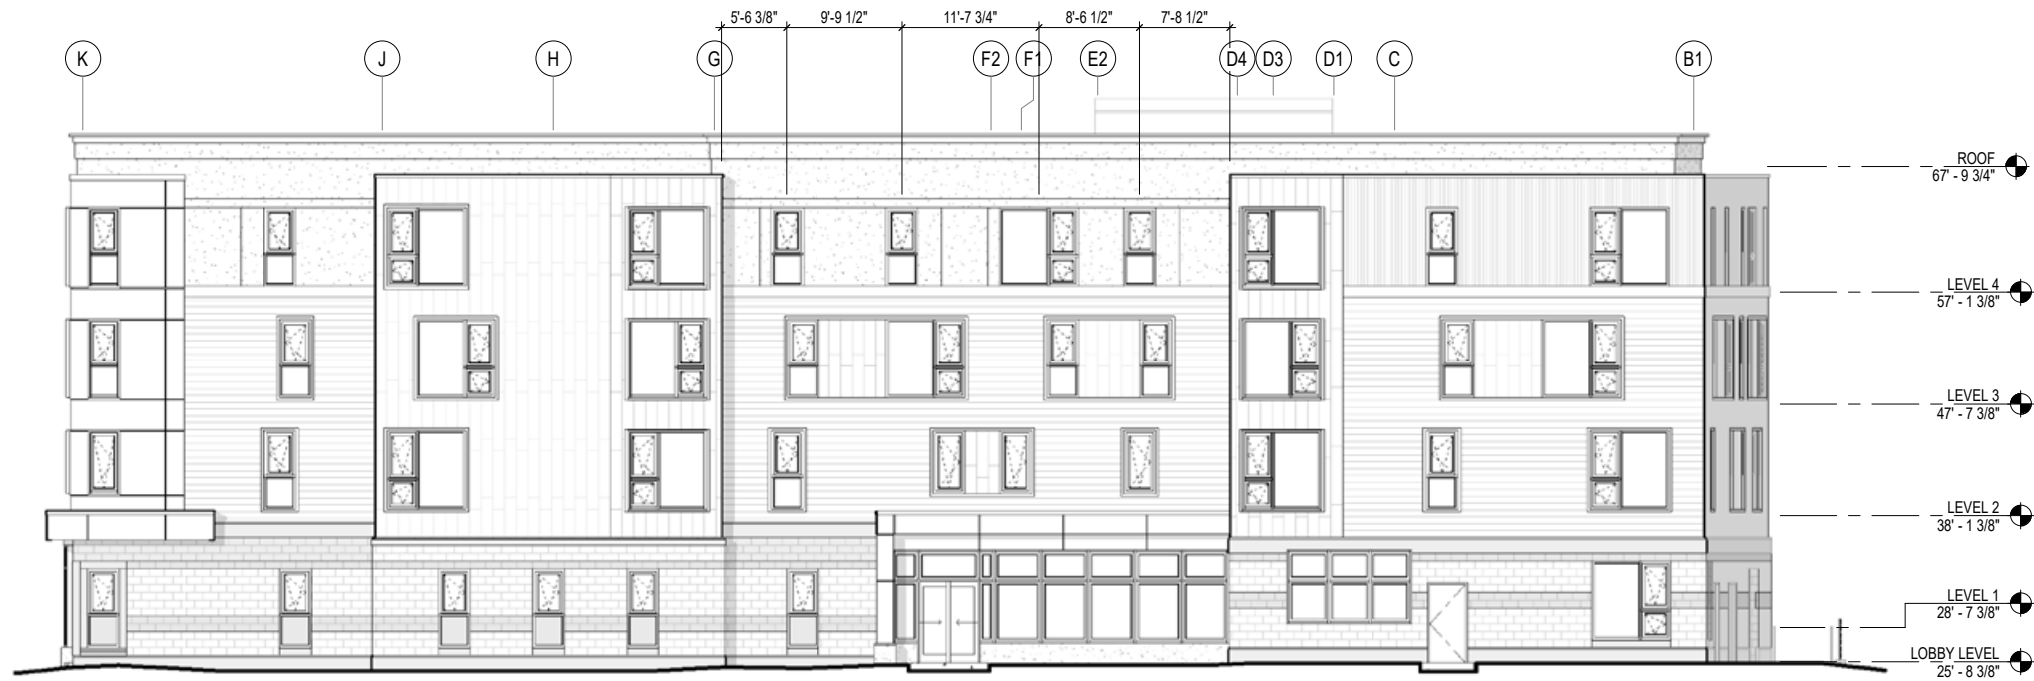 5'-6 3/8" 9'-9 1/2" 11'-7 3/4" 8'-6 1/2" 7'-8 1/2"
K J H G F2 F1 E2 D4 D3 D1 C B1
ROOF
67' - 9 3/4"
LEVEL 4
57' - 1 3/8"
LEVEL 3
47' - 7 3/8"
LEVEL 2
38' - 1 3/8"
LEVEL 1
28' - 7 3/8"
LOBBY LEVEL
25' - 8 3/8"